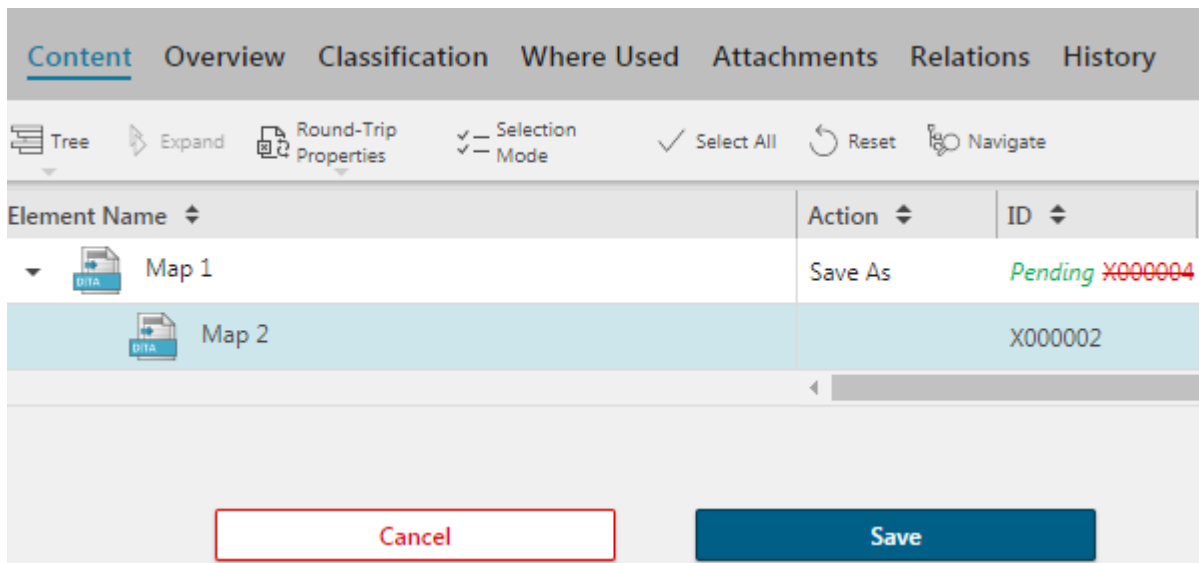 Content Overview Classification Where Used Attachments Relations History
Tree Expand Round-Trip Properties Selection Mode Select All Reset Navigate
Element Name Action ID
DITA Map 1 Save As Pending X000004
DITA Map 2 X000002
Cancel Save